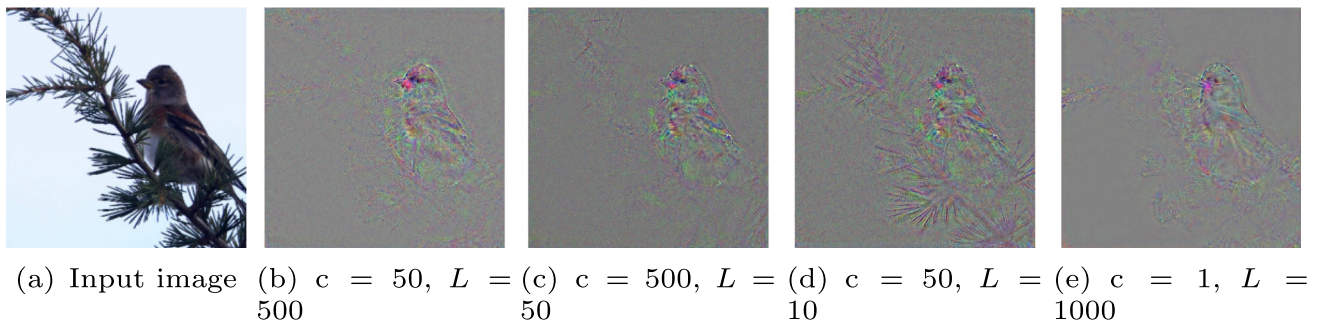 (a) Input image (b) c = 50, L = (c) c = 500, L = (d) c = 50, L = (e) c = 1, L =
500 50 10 1000